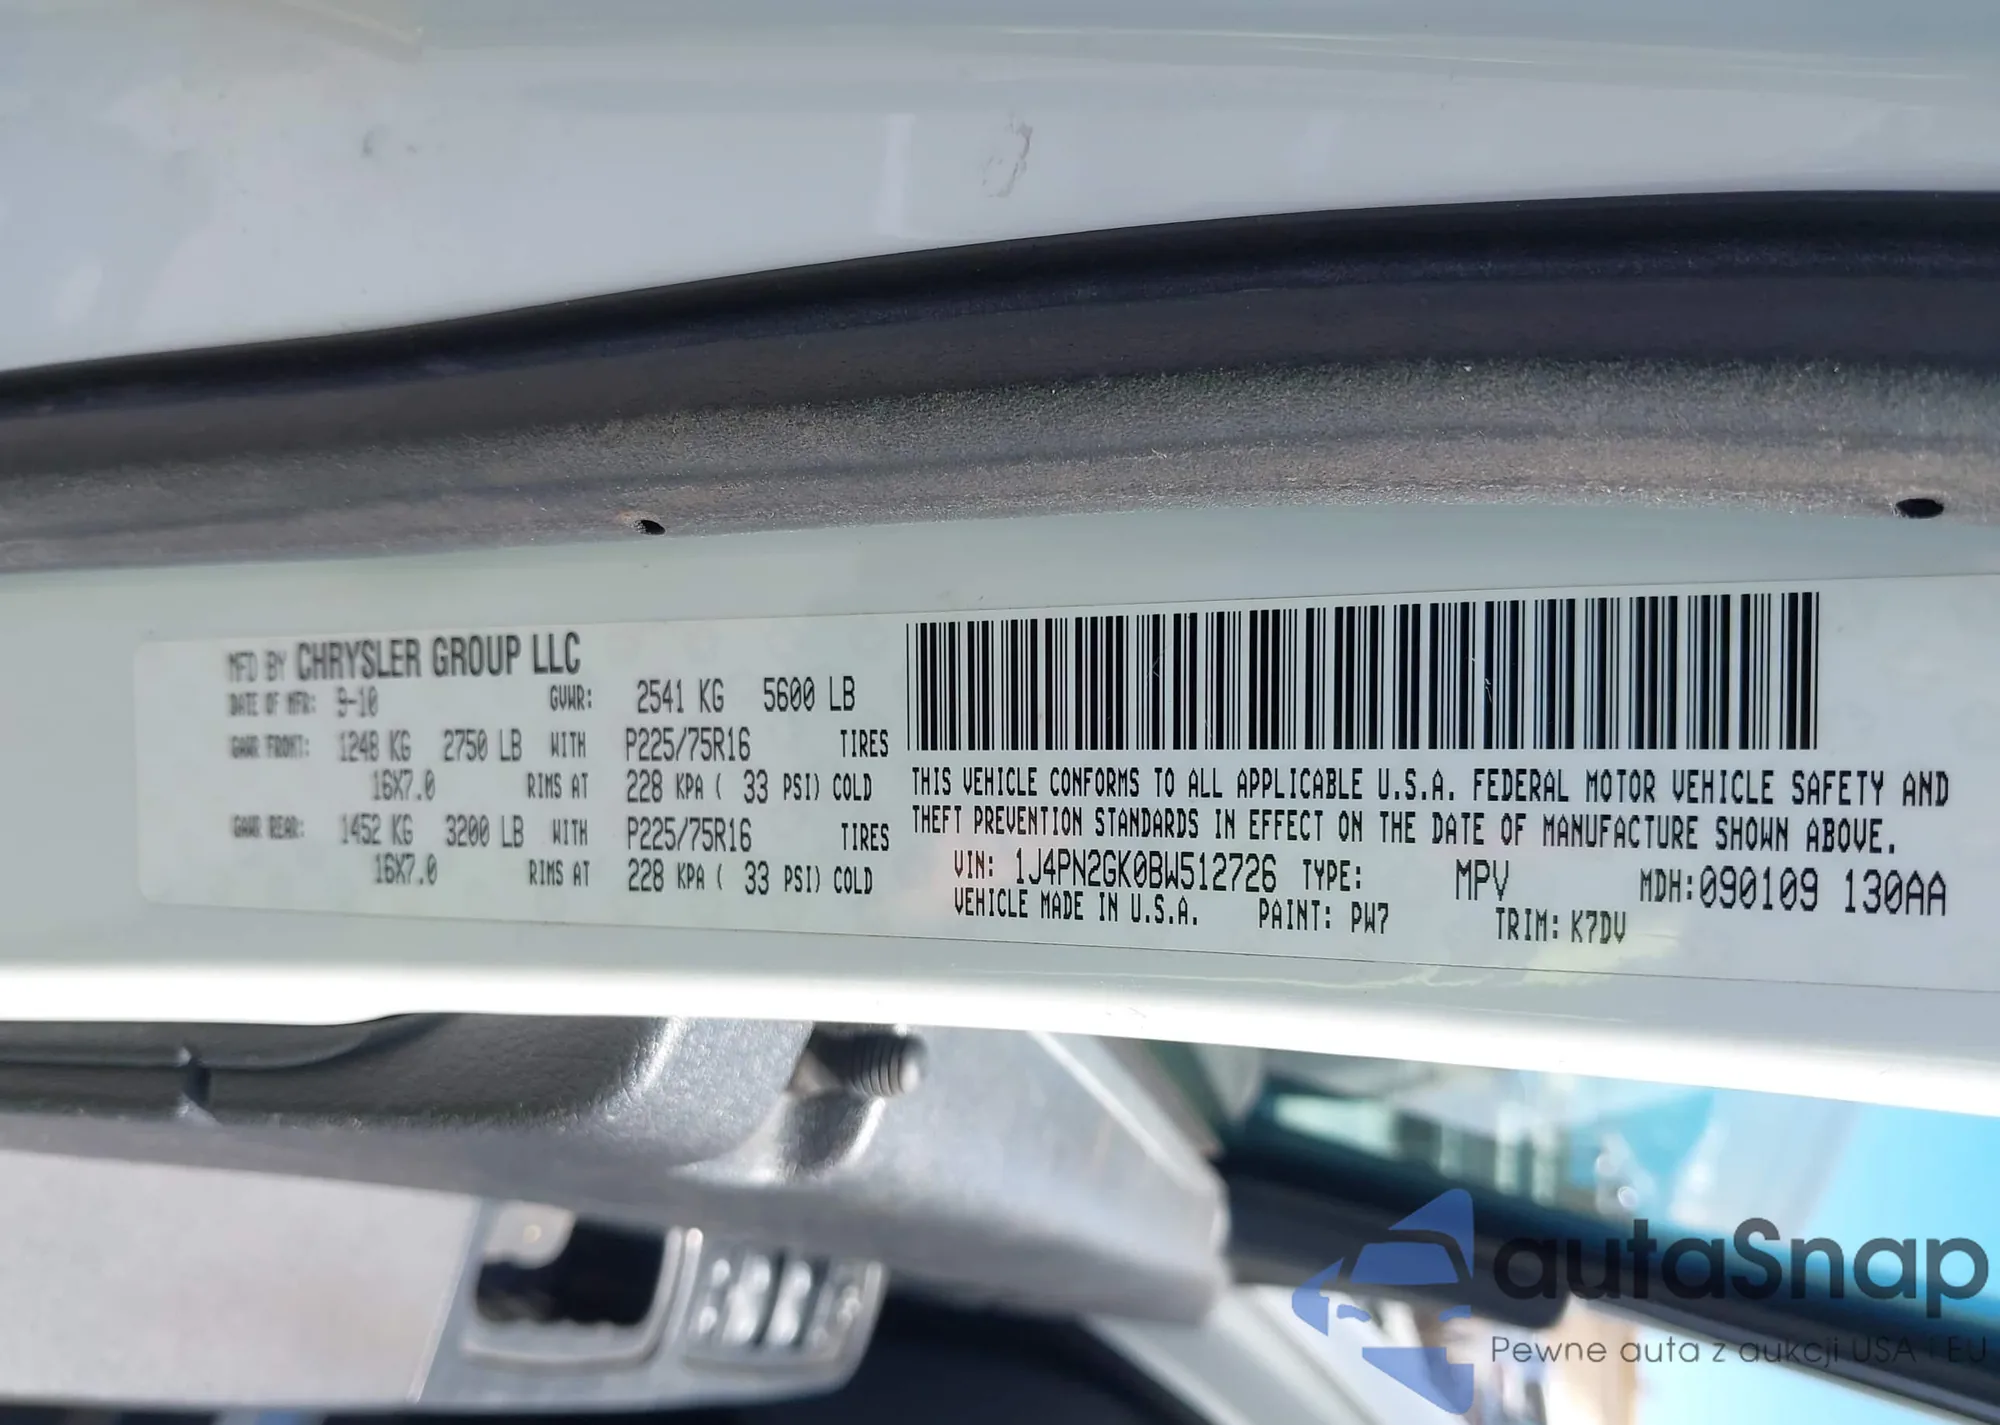 MFD BY CHRYSLER GROUP LLC
DATE OF MFR: 9-10 GVWR: 2541 KG 5600 LB
GAWR FRONT: 1248 KG 2750 LB WITH P225/75R16 TIRES
16X7.0 RIMS AT 228 KPA ( 33 PSI) COLD
GAWR REAR: 1452 KG 3200 LB WITH P225/75R16 TIRES
16X7.0 RIMS AT 228 KPA ( 33 PSI) COLD
THIS VEHICLE CONFORMS TO ALL APPLICABLE U.S.A. FEDERAL MOTOR VEHICLE SAFETY AND
THEFT PREVENTION STANDARDS IN EFFECT ON THE DATE OF MANUFACTURE SHOWN ABOVE.
VIN: 1J4PN2GK0BW512726 TYPE: MPV MDH:090109 130AA
VEHICLE MADE IN U.S.A. PAINT: PW7 TRIM: K7DV
autaSnap
Pewne auta z aukcji USA i EU